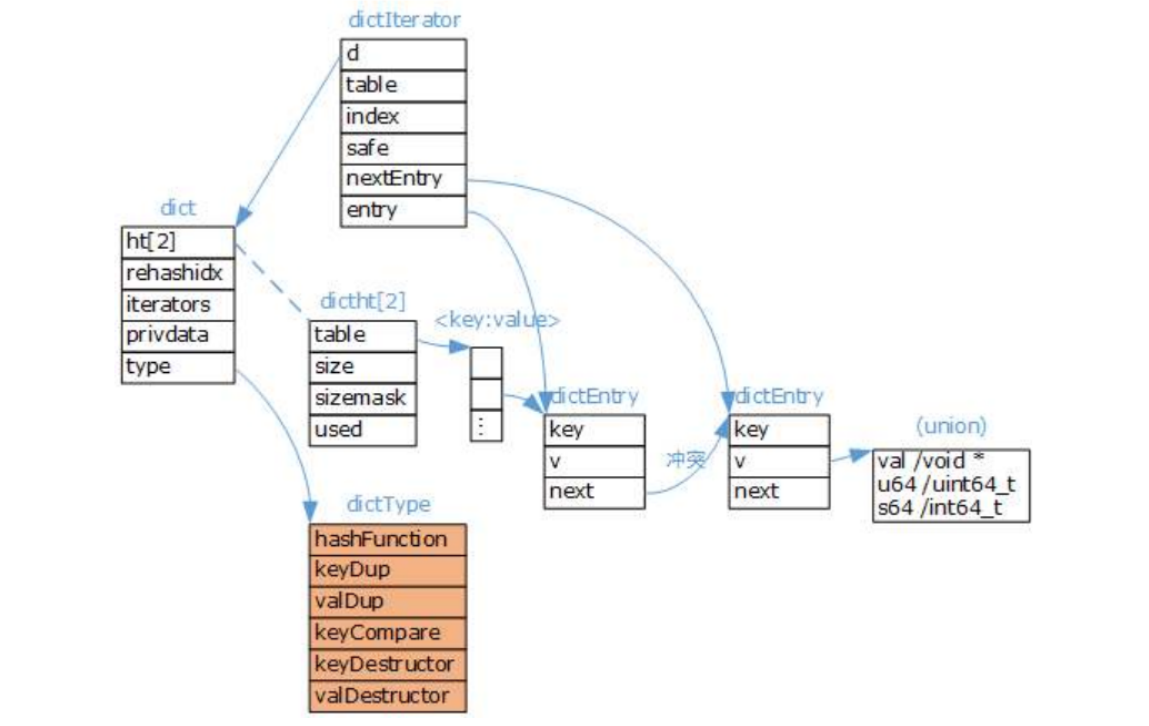 dictIterator
d
table
index
safe
nextEntry
entry
dict
ht[2]
rehashidx
iterators
privdata
type
dictht[2]
table
size
sizemask
used
<key:value>
⋮
dictEntry
key
v
next
冲突
dictEntry
key
v
next
(union)
val /void *
u64 /uint64_t
s64 /int64_t
dictType
hashFunction
keyDup
valDup
keyCompare
keyDestructor
valDestructor